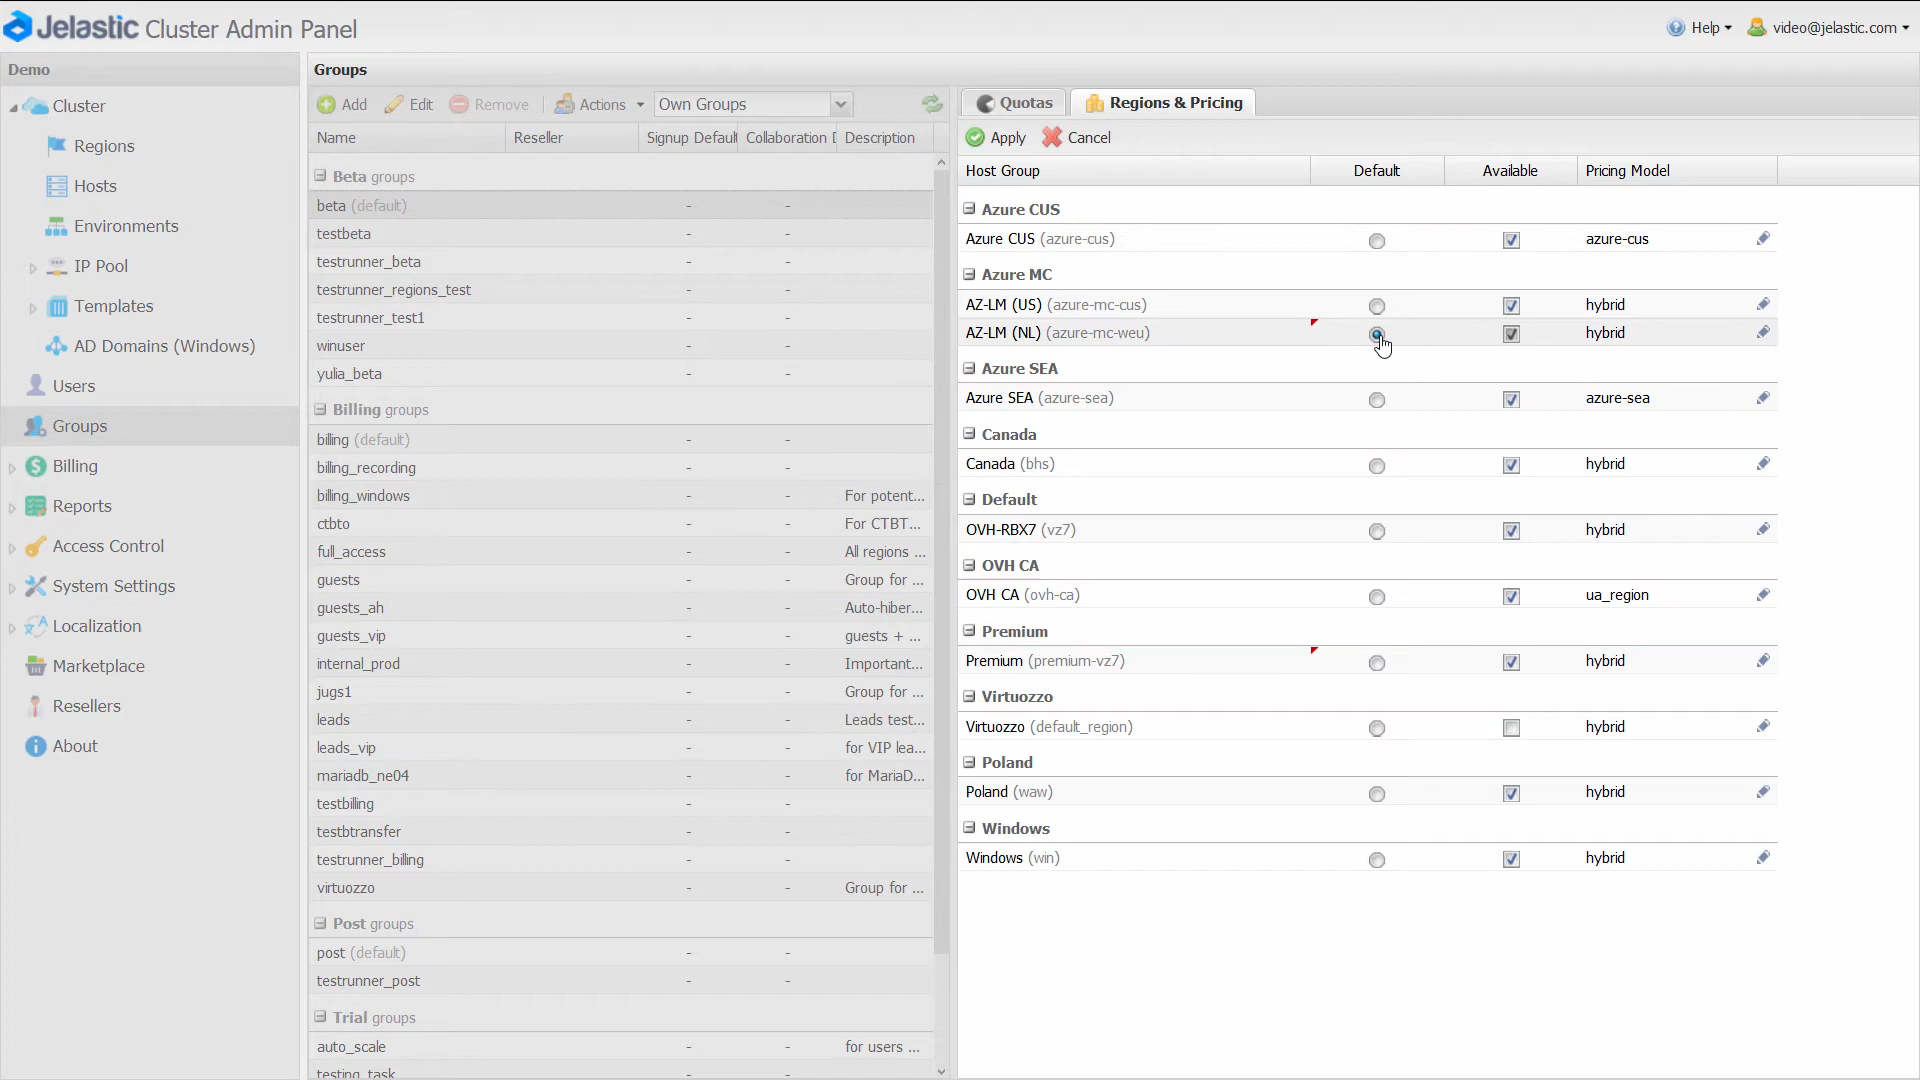 Jelastic Cluster Admin Panel
Help
video@jelastic.com
Demo
Cluster
Regions
Hosts
Environments
IP Pool
Templates
AD Domains (Windows)
Users
Groups
Billing
Reports
Access Control
System Settings
Localization
Marketplace
Resellers
About
Groups
Add Edit Remove Actions Own Groups
Name Reseller Signup Default Collaboration D Description
Beta groups
beta (default) - -
testbeta - -
testrunner_beta - -
testrunner_regions_test - -
testrunner_test1 - -
winuser - -
yulia_beta - -
Billing groups
billing (default) - -
billing_recording - -
billing_windows - - For potent...
ctbto - - For CTBT...
full_access - - All regions ...
guests - - Group for ...
guests_ah - - Auto-hiber...
guests_vip - - guests + ...
internal_prod - - Important...
jugs1 - - Group for ...
leads - - Leads test...
leads_vip - - for VIP lea...
mariadb_ne04 - - for MariaD...
testbilling - -
testbtransfer - -
testrunner_billing - -
virtuozzo - - Group for ...
Post groups
post (default) - -
testrunner_post - -
Trial groups
auto_scale - - for users ...
testing_task - -
Quotas Regions & Pricing
Apply Cancel
Host Group Default Available Pricing Model
Azure CUS
Azure CUS (azure-cus) azure-cus
Azure MC
AZ-LM (US) (azure-mc-cus) hybrid
AZ-LM (NL) (azure-mc-weu) hybrid
Azure SEA
Azure SEA (azure-sea) azure-sea
Canada
Canada (bhs) hybrid
Default
OVH-RBX7 (vz7) hybrid
OVH CA
OVH CA (ovh-ca) ua_region
Premium
Premium (premium-vz7) hybrid
Virtuozzo
Virtuozzo (default_region) hybrid
Poland
Poland (waw) hybrid
Windows
Windows (win) hybrid